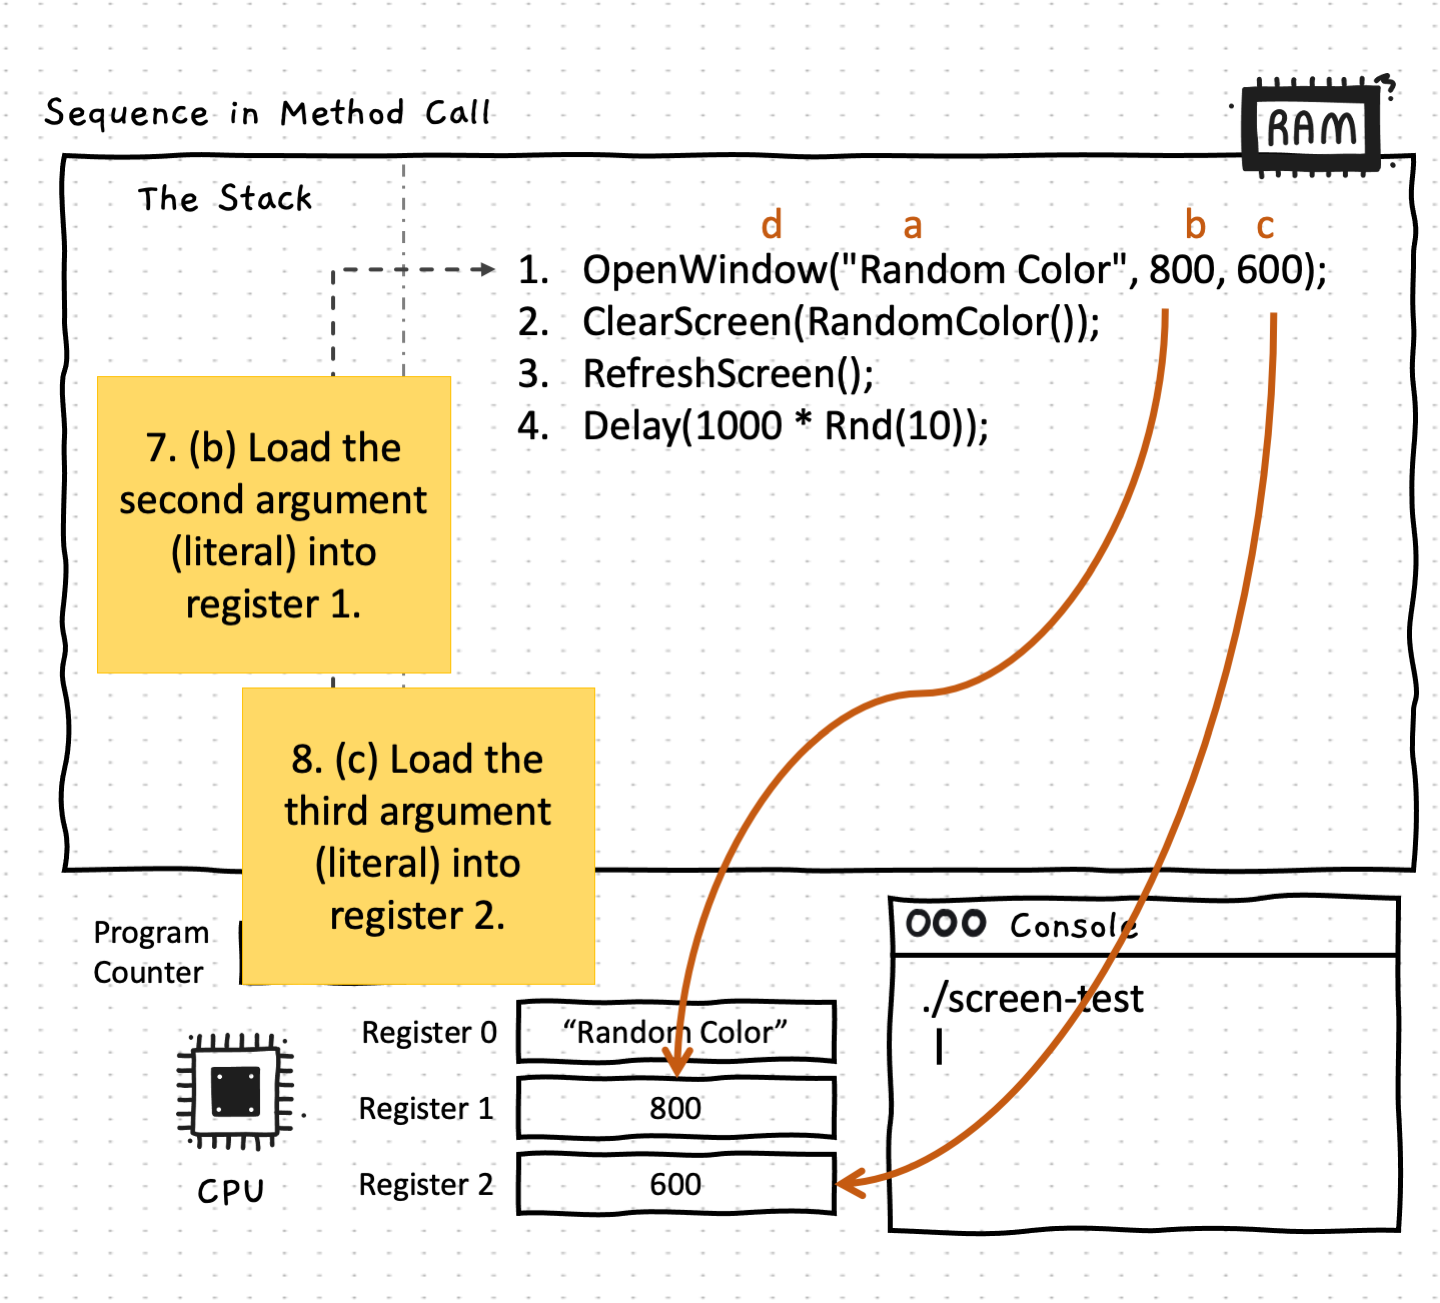 Sequence in Method Call
RAM
The Stack
d a b c
1. OpenWindow("Random Color", 800, 600);
2. ClearScreen(RandomColor());
3. RefreshScreen();
4. Delay(1000 * Rnd(10));
7. (b) Load the
second argument
(literal) into
register 1.
8. (c) Load the
third argument
(literal) into
register 2.
Program
Counter
Console
./screen-test
Register 0 “Random Color”
Register 1 800
Register 2 600
CPU